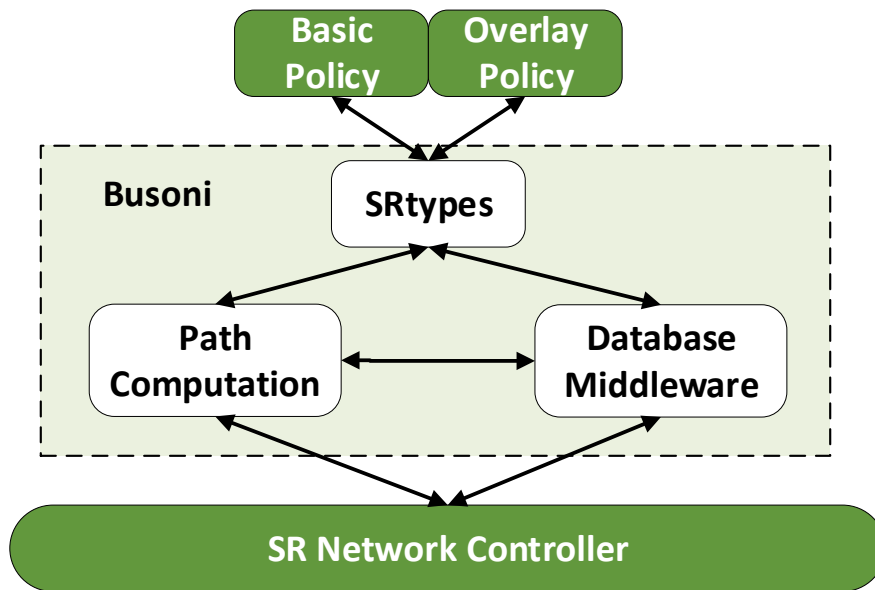 Basic
Policy
Overlay
Policy
Busoni
SRtypes
Path
Computation
Database
Middleware
SR Network Controller